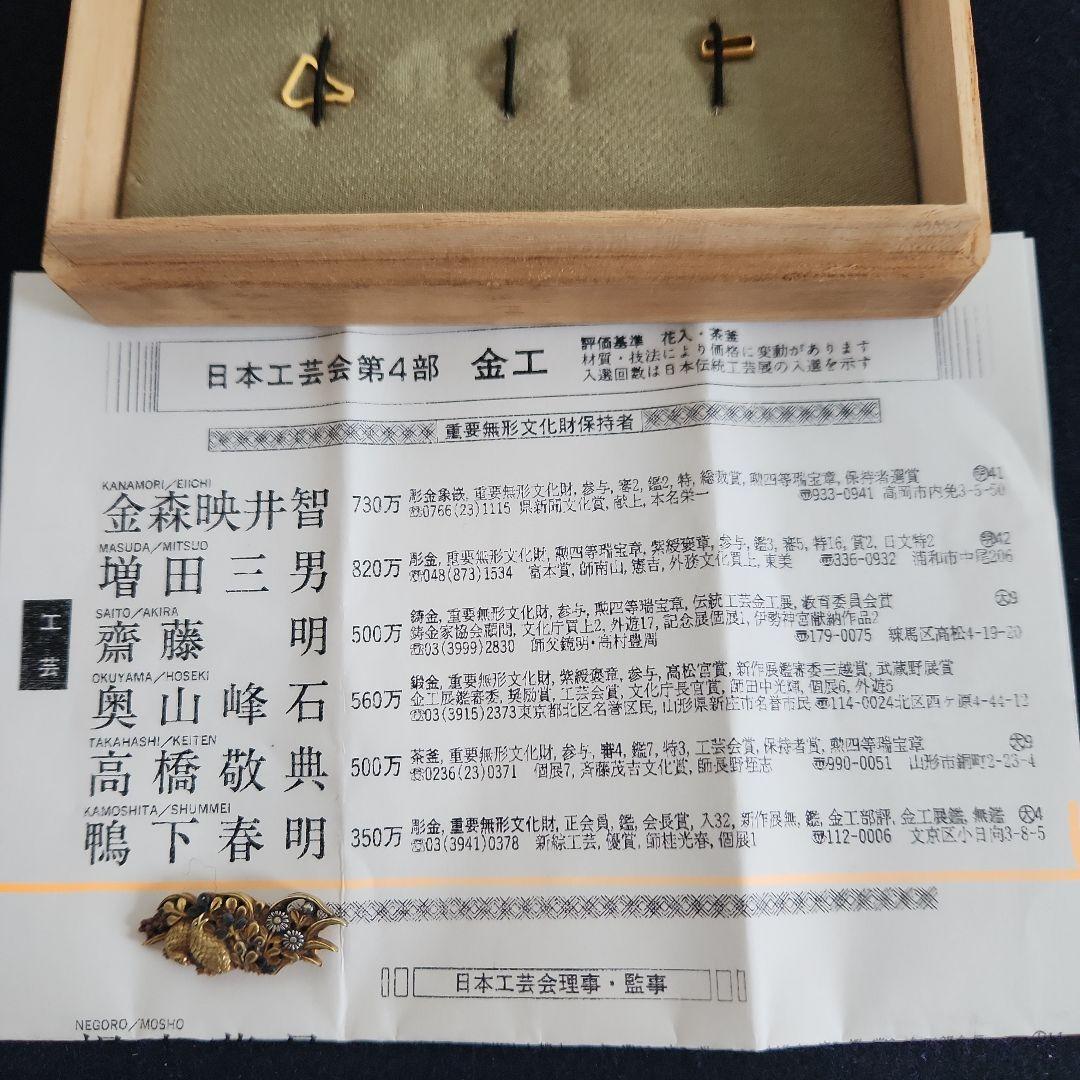 日本工芸会第4部 金工
評価基準 花入・茶釜
材質・技法により価格に変動があります
入選回数は日本伝統工芸展の入選を示す
重要無形文化財保持者
工芸
KANAMORI/EIICHI
金森映井智 730万
彫金象嵌, 重要無形文化財, 参与, 審2, 鑑2, 特, 総裁賞, 勲四等瑞宝章, 保持者選賞 41
☎0766(23)1115 県新聞文化賞, 献上, 本名栄一 〒933-0941 高岡市内免3-5-50
MASUDA/MITSUO
増田三男 820万
彫金, 重要無形文化財, 勲四等瑞宝章, 紫綬褒章, 参与, 鑑3, 審5, 特16, 賞2, 日文特2 42
☎048(873)1534 富本賞, 師南山, 憲吉, 外務文化買上, 東美 〒336-0932 浦和市中尾206
SAITO/AKIRA
齋藤 明 500万
鋳金, 重要無形文化財, 参与, 勲四等瑞宝章, 伝統工芸金工展, 教育委員会賞 大9
鋳金家協会顧問, 文化庁買上2, 外遊17, 記念展個展1, 伊勢神宮献納作品2
☎03(3999)2830 師父鏡明・高村豊周 〒179-0075 練馬区高松4-19-20
OKUYAMA/HOSEKI
奥山峰石 560万
鍛金, 重要無形文化財, 紫綬褒章, 参与, 高松宮賞, 新作展鑑審委三越賞, 武蔵野展賞
金工展鑑審委, 奨励賞, 工芸会賞, 文化庁長官賞, 師田中光輝, 個展6, 外遊5
☎03(3915)2373 東京都北区名誉区民, 山形県新庄市名誉市民 〒114-0024 北区西ヶ原4-44-12
TAKAHASHI/KEITEN
高橋敬典 500万
茶釜, 重要無形文化財, 参与, 審4, 鑑7, 特3, 工芸会賞, 保持者賞, 勲四等瑞宝章 大9
☎0236(23)0371 個展7, 斉藤茂吉文化賞, 師長野垤志 〒990-0051 山形市銅町2-23-4
KAMOSHITA/SHUMMEI
鴨下春明 350万
彫金, 重要無形文化財, 正会員, 鑑, 会長賞, 入32, 新作展無, 鑑, 金工部評, 金工展鑑, 無鑑 大4
☎03(3941)0378 新綜工芸, 優賞, 師桂光春, 個展1 〒112-0006 文京区小日向3-8-5
日本工芸会理事・監事
NEGORO/MOSHO